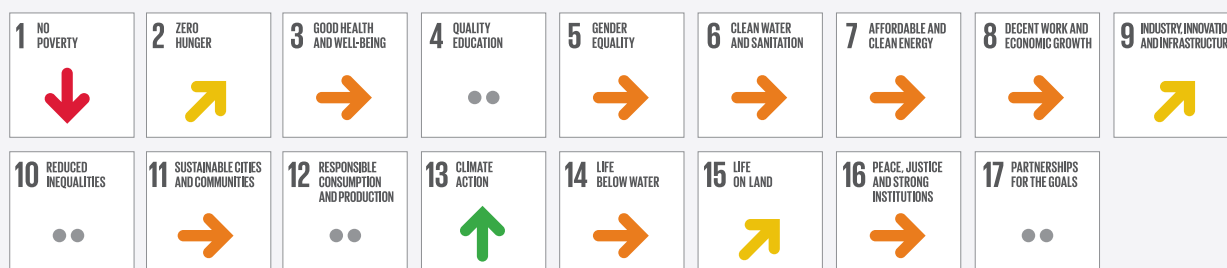 1 NO
POVERTY
2 ZERO
HUNGER
3 GOOD HEALTH
AND WELL-BEING
4 QUALITY
EDUCATION
5 GENDER
EQUALITY
6 CLEAN WATER
AND SANITATION
7 AFFORDABLE AND
CLEAN ENERGY
8 DECENT WORK AND
ECONOMIC GROWTH
9 INDUSTRY, INNOVATIO
AND INFRASTRUCTUR
10 REDUCED
INEQUALITIES
11 SUSTAINABLE CITIES
AND COMMUNITIES
12 RESPONSIBLE
CONSUMPTION
AND PRODUCTION
13 CLIMATE
ACTION
14 LIFE
BELOW WATER
15 LIFE
ON LAND
16 PEACE, JUSTICE
AND STRONG
INSTITUTIONS
17 PARTNERSHIPS
FOR THE GOALS